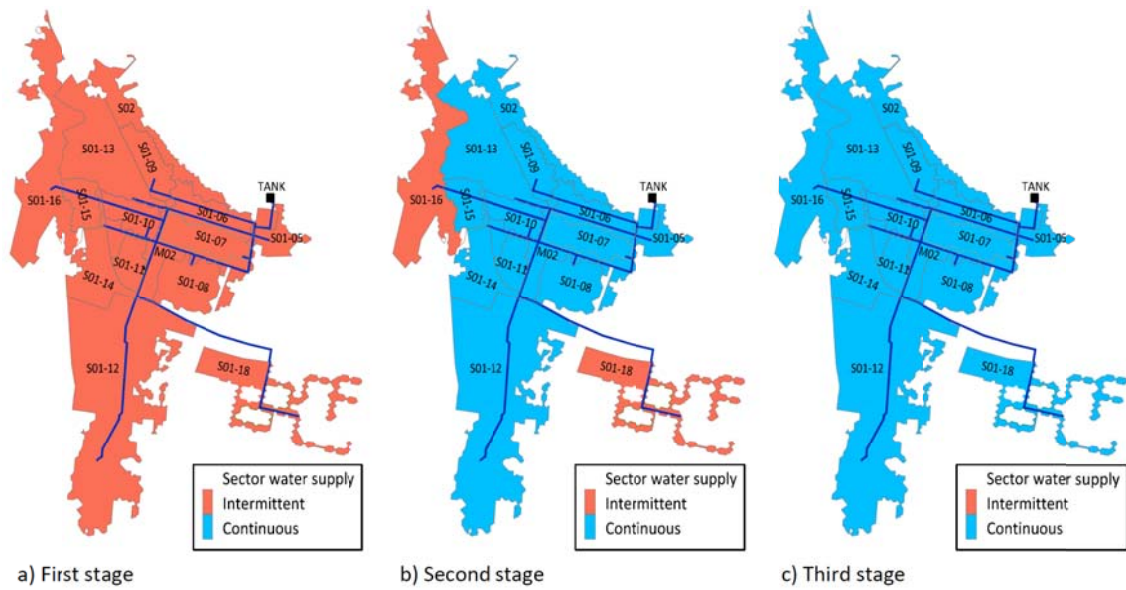 S02
S01-13
S01-09
TANK
S01-16
S01-15
S01-06
S01-10
S01-07
S01-05
M02
S01-11
S01-14
S01-08
S01-12
S01-18
Sector water supply
Intermittent
Continuous
a) First stage
S02
S01-13
S01-09
TANK
S01-16
S01-15
S01-06
S01-10
S01-07
S01-05
M02
S01-11
S01-14
S01-08
S01-12
S01-18
Sector water supply
Intermittent
Continuous
b) Second stage
S02
S01-13
S01-09
TANK
S01-16
S01-15
S01-06
S01-10
S01-07
S01-05
M02
S01-11
S01-14
S01-08
S01-12
S01-18
Sector water supply
Intermittent
Continuous
c) Third stage